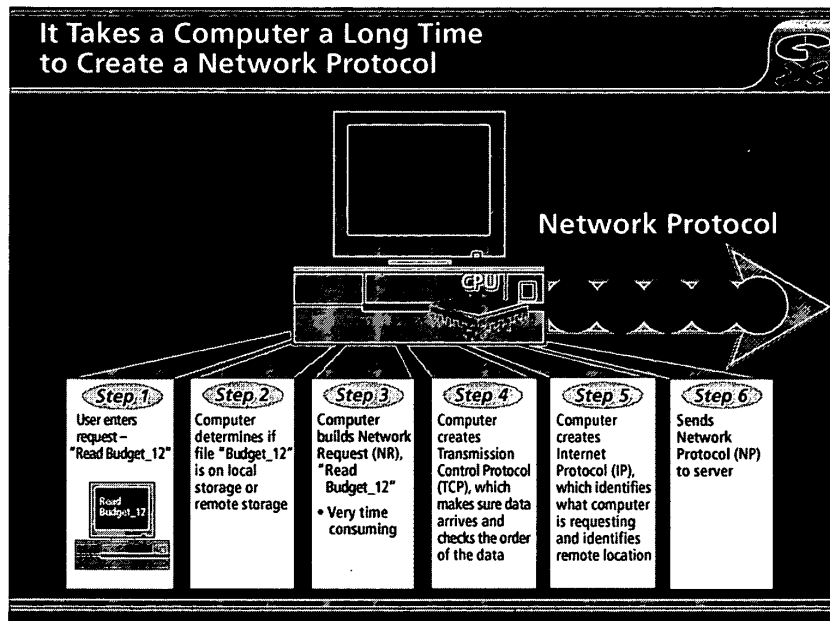 It Takes a Computer a Long Time
to Create a Network Protocol
Network Protocol
CPU
Step 1
User enters
request –
"Read Budget_12"
Read
Budget_12
Step 2
Computer
determines if
file "Budget_12"
is on local
storage or
remote storage
Step 3
Computer
builds Network
Request (NR),
"Read
Budget_12"
• Very time
consuming
Step 4
Computer
creates
Transmission
Control Protocol
(TCP), which
makes sure data
arrives and
checks the order
of the data
Step 5
Computer
creates
Internet
Protocol (IP),
which identifies
what computer
is requesting
and identifies
remote location
Step 6
Sends
Network
Protocol (NP)
to server